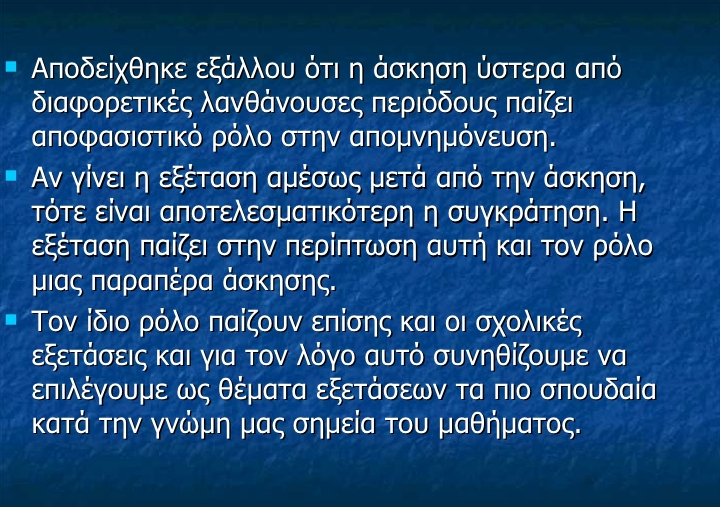 Αποδείχθηκε εξάλλου ότι η άσκηση ύστερα από
διαφορετικές λανθάνουσες περιόδους παίζει
αποφασιστικό ρόλο στην απομνημόνευση.
Αν γίνει η εξέταση αμέσως μετά από την άσκηση,
τότε είναι αποτελεσματικότερη η συγκράτηση. Η
εξέταση παίζει στην περίπτωση αυτή και τον ρόλο
μιας παραπέρα άσκησης.
Τον ίδιο ρόλο παίζουν επίσης και οι σχολικές
εξετάσεις και για τον λόγο αυτό συνηθίζουμε να
επιλέγουμε ως θέματα εξετάσεων τα πιο σπουδαία
κατά την γνώμη μας σημεία του μαθήματος.